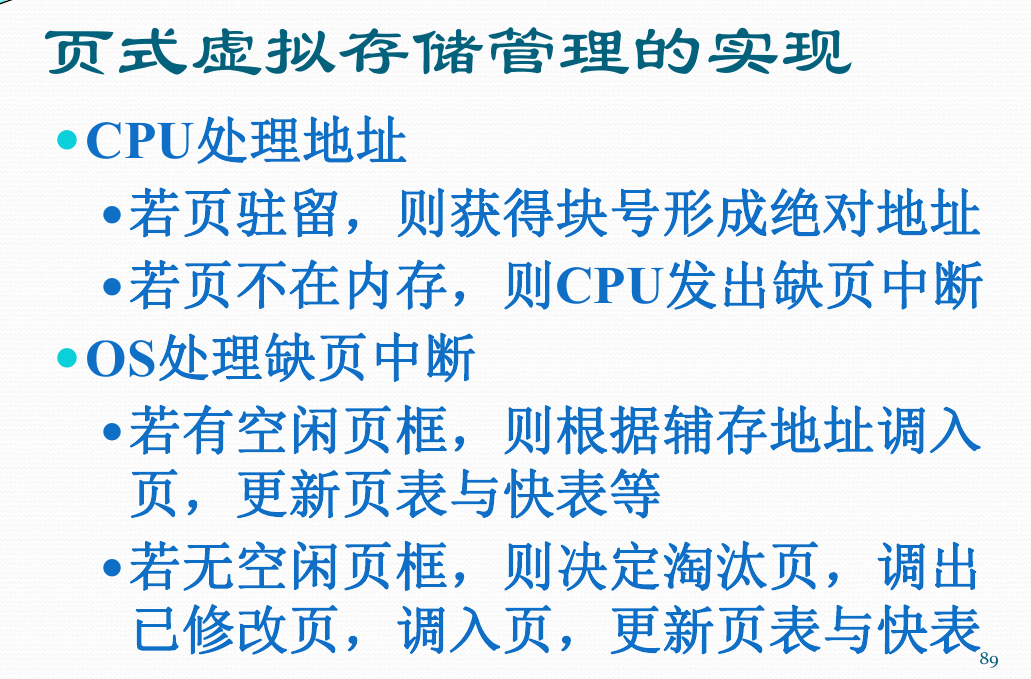 页式虚拟存储管理的实现
•CPU处理地址
•若页驻留，则获得块号形成绝对地址
•若页不在内存，则CPU发出缺页中断
•OS处理缺页中断
•若有空闲页框，则根据辅存地址调入
页，更新页表与快表等
•若无空闲页框，则决定淘汰页，调出
已修改页，调入页，更新页表与快表
89